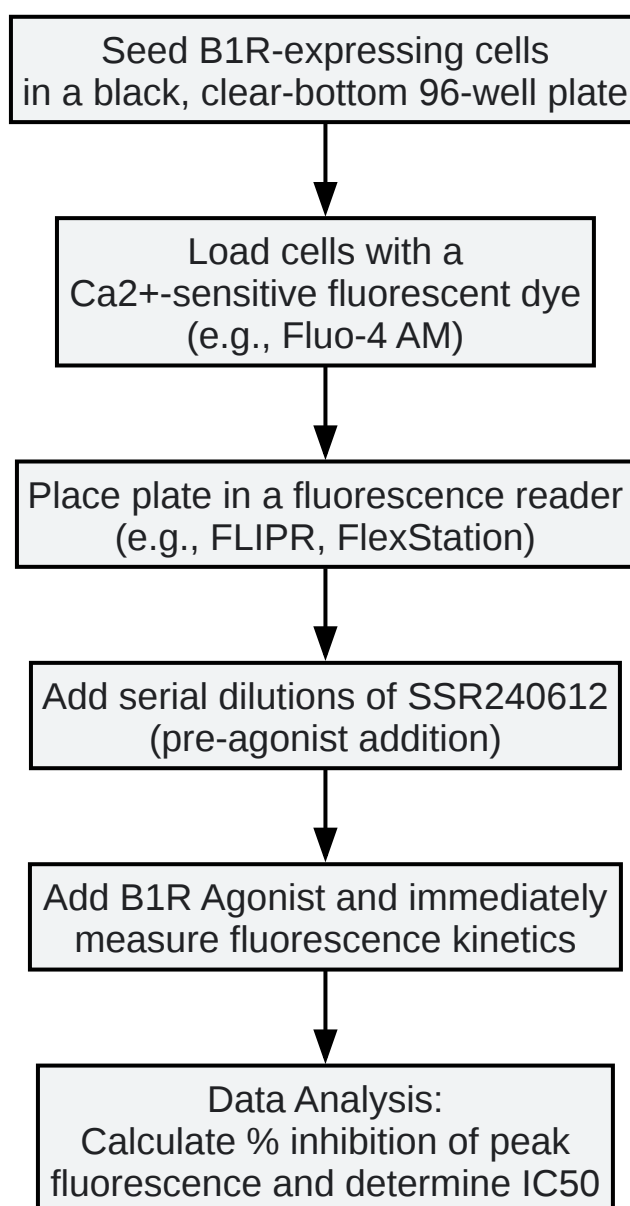 Seed B1R-expressing cells
in a black, clear-bottom 96-well plate
Load cells with a
Ca2+-sensitive fluorescent dye
(e.g., Fluo-4 AM)
Place plate in a fluorescence reader
(e.g., FLIPR, FlexStation)
Add serial dilutions of SSR240612
(pre-agonist addition)
Add B1R Agonist and immediately
measure fluorescence kinetics
Data Analysis:
Calculate % inhibition of peak
fluorescence and determine IC50